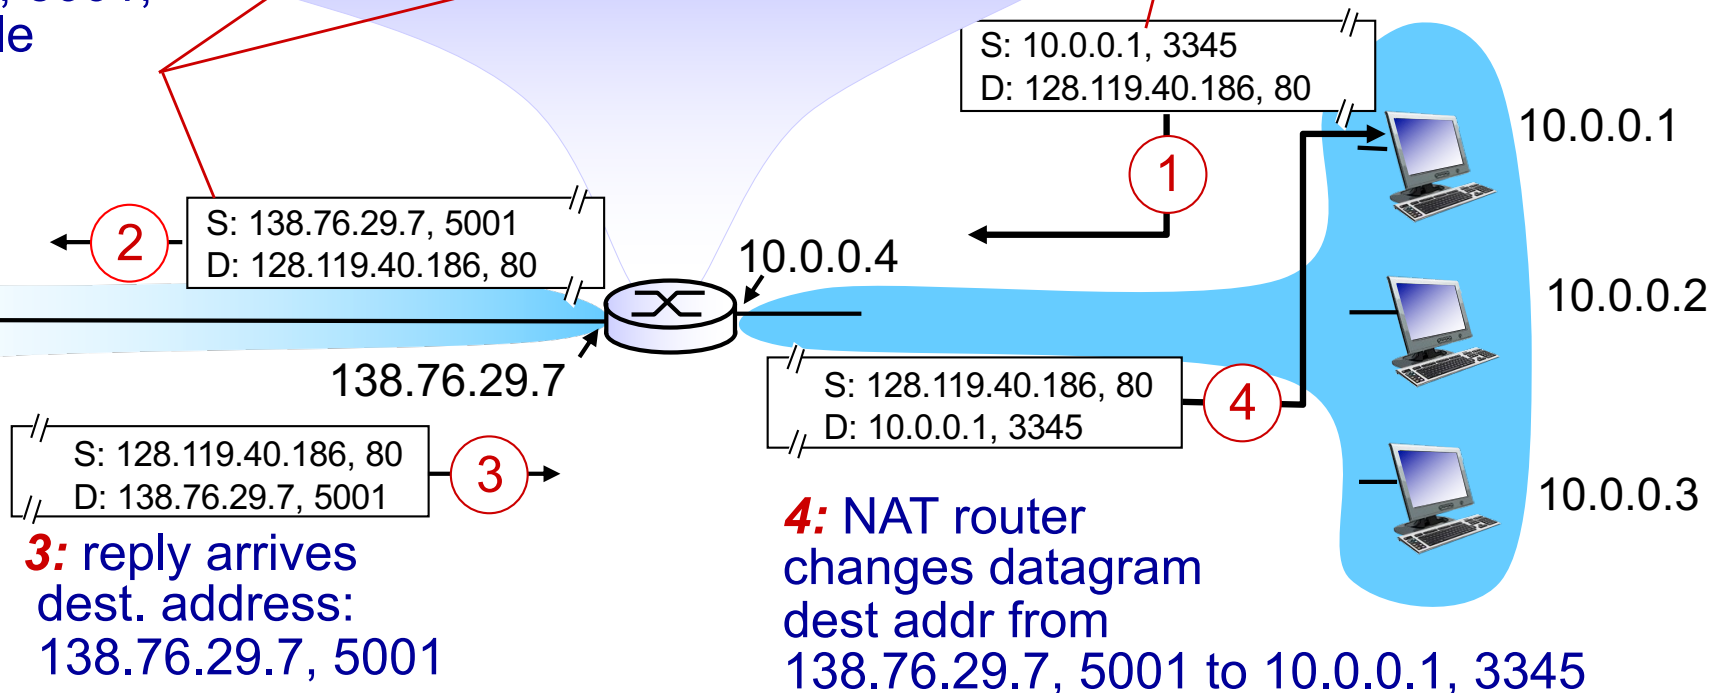 S: 10.0.0.1, 3345
D: 128.119.40.186, 80
10.0.0.1
1
S: 138.76.29.7, 5001
D: 128.119.40.186, 80
2
10.0.0.4
10.0.0.2
138.76.29.7
S: 128.119.40.186, 80
D: 10.0.0.1, 3345
4
S: 128.119.40.186, 80
D: 138.76.29.7, 5001
3
10.0.0.3
3: reply arrives
dest. address:
138.76.29.7, 5001
4: NAT router
changes datagram
dest addr from
138.76.29.7, 5001 to 10.0.0.1, 3345